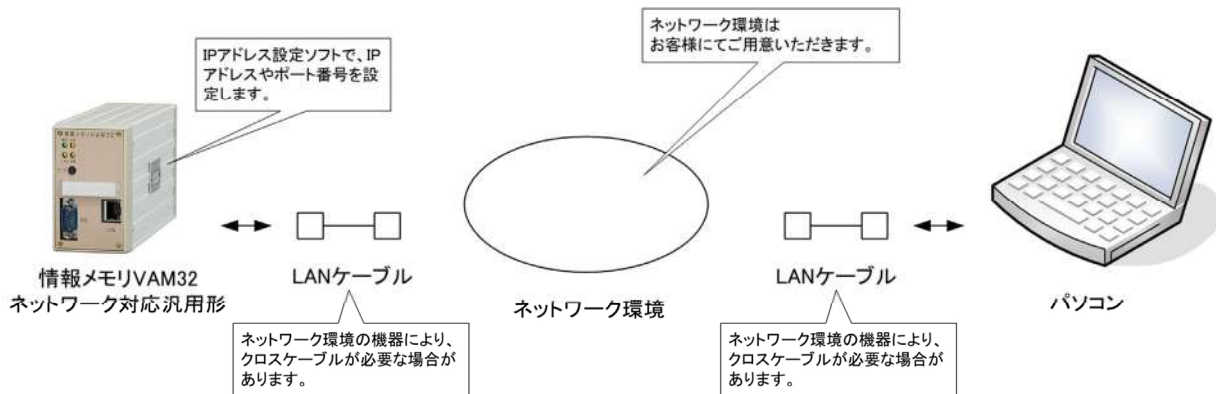 IPアドレス設定ソフトで、IP
アドレスやポート番号を設
定します。
ネットワーク環境は
お客様にてご用意いただきます。
情報メモリVAM32
ネットワーク対応汎用形
LANケーブル
ネットワーク環境
LANケーブル
パソコン
ネットワーク環境の機器により、
クロスケーブルが必要な場合が
あります。
ネットワーク環境の機器により、
クロスケーブルが必要な場合が
あります。